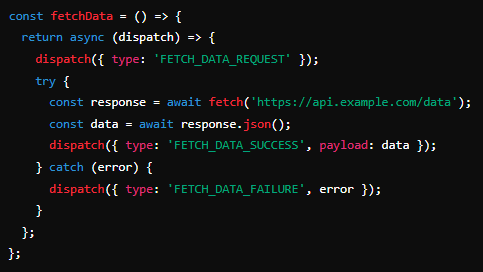 const fetchData = () => {
  return async (dispatch) => {
    dispatch({ type: 'FETCH_DATA_REQUEST' });
    try {
      const response = await fetch('https://api.example.com/data');
      const data = await response.json();
      dispatch({ type: 'FETCH_DATA_SUCCESS', payload: data });
    } catch (error) {
      dispatch({ type: 'FETCH_DATA_FAILURE', error });
    }
  };
};